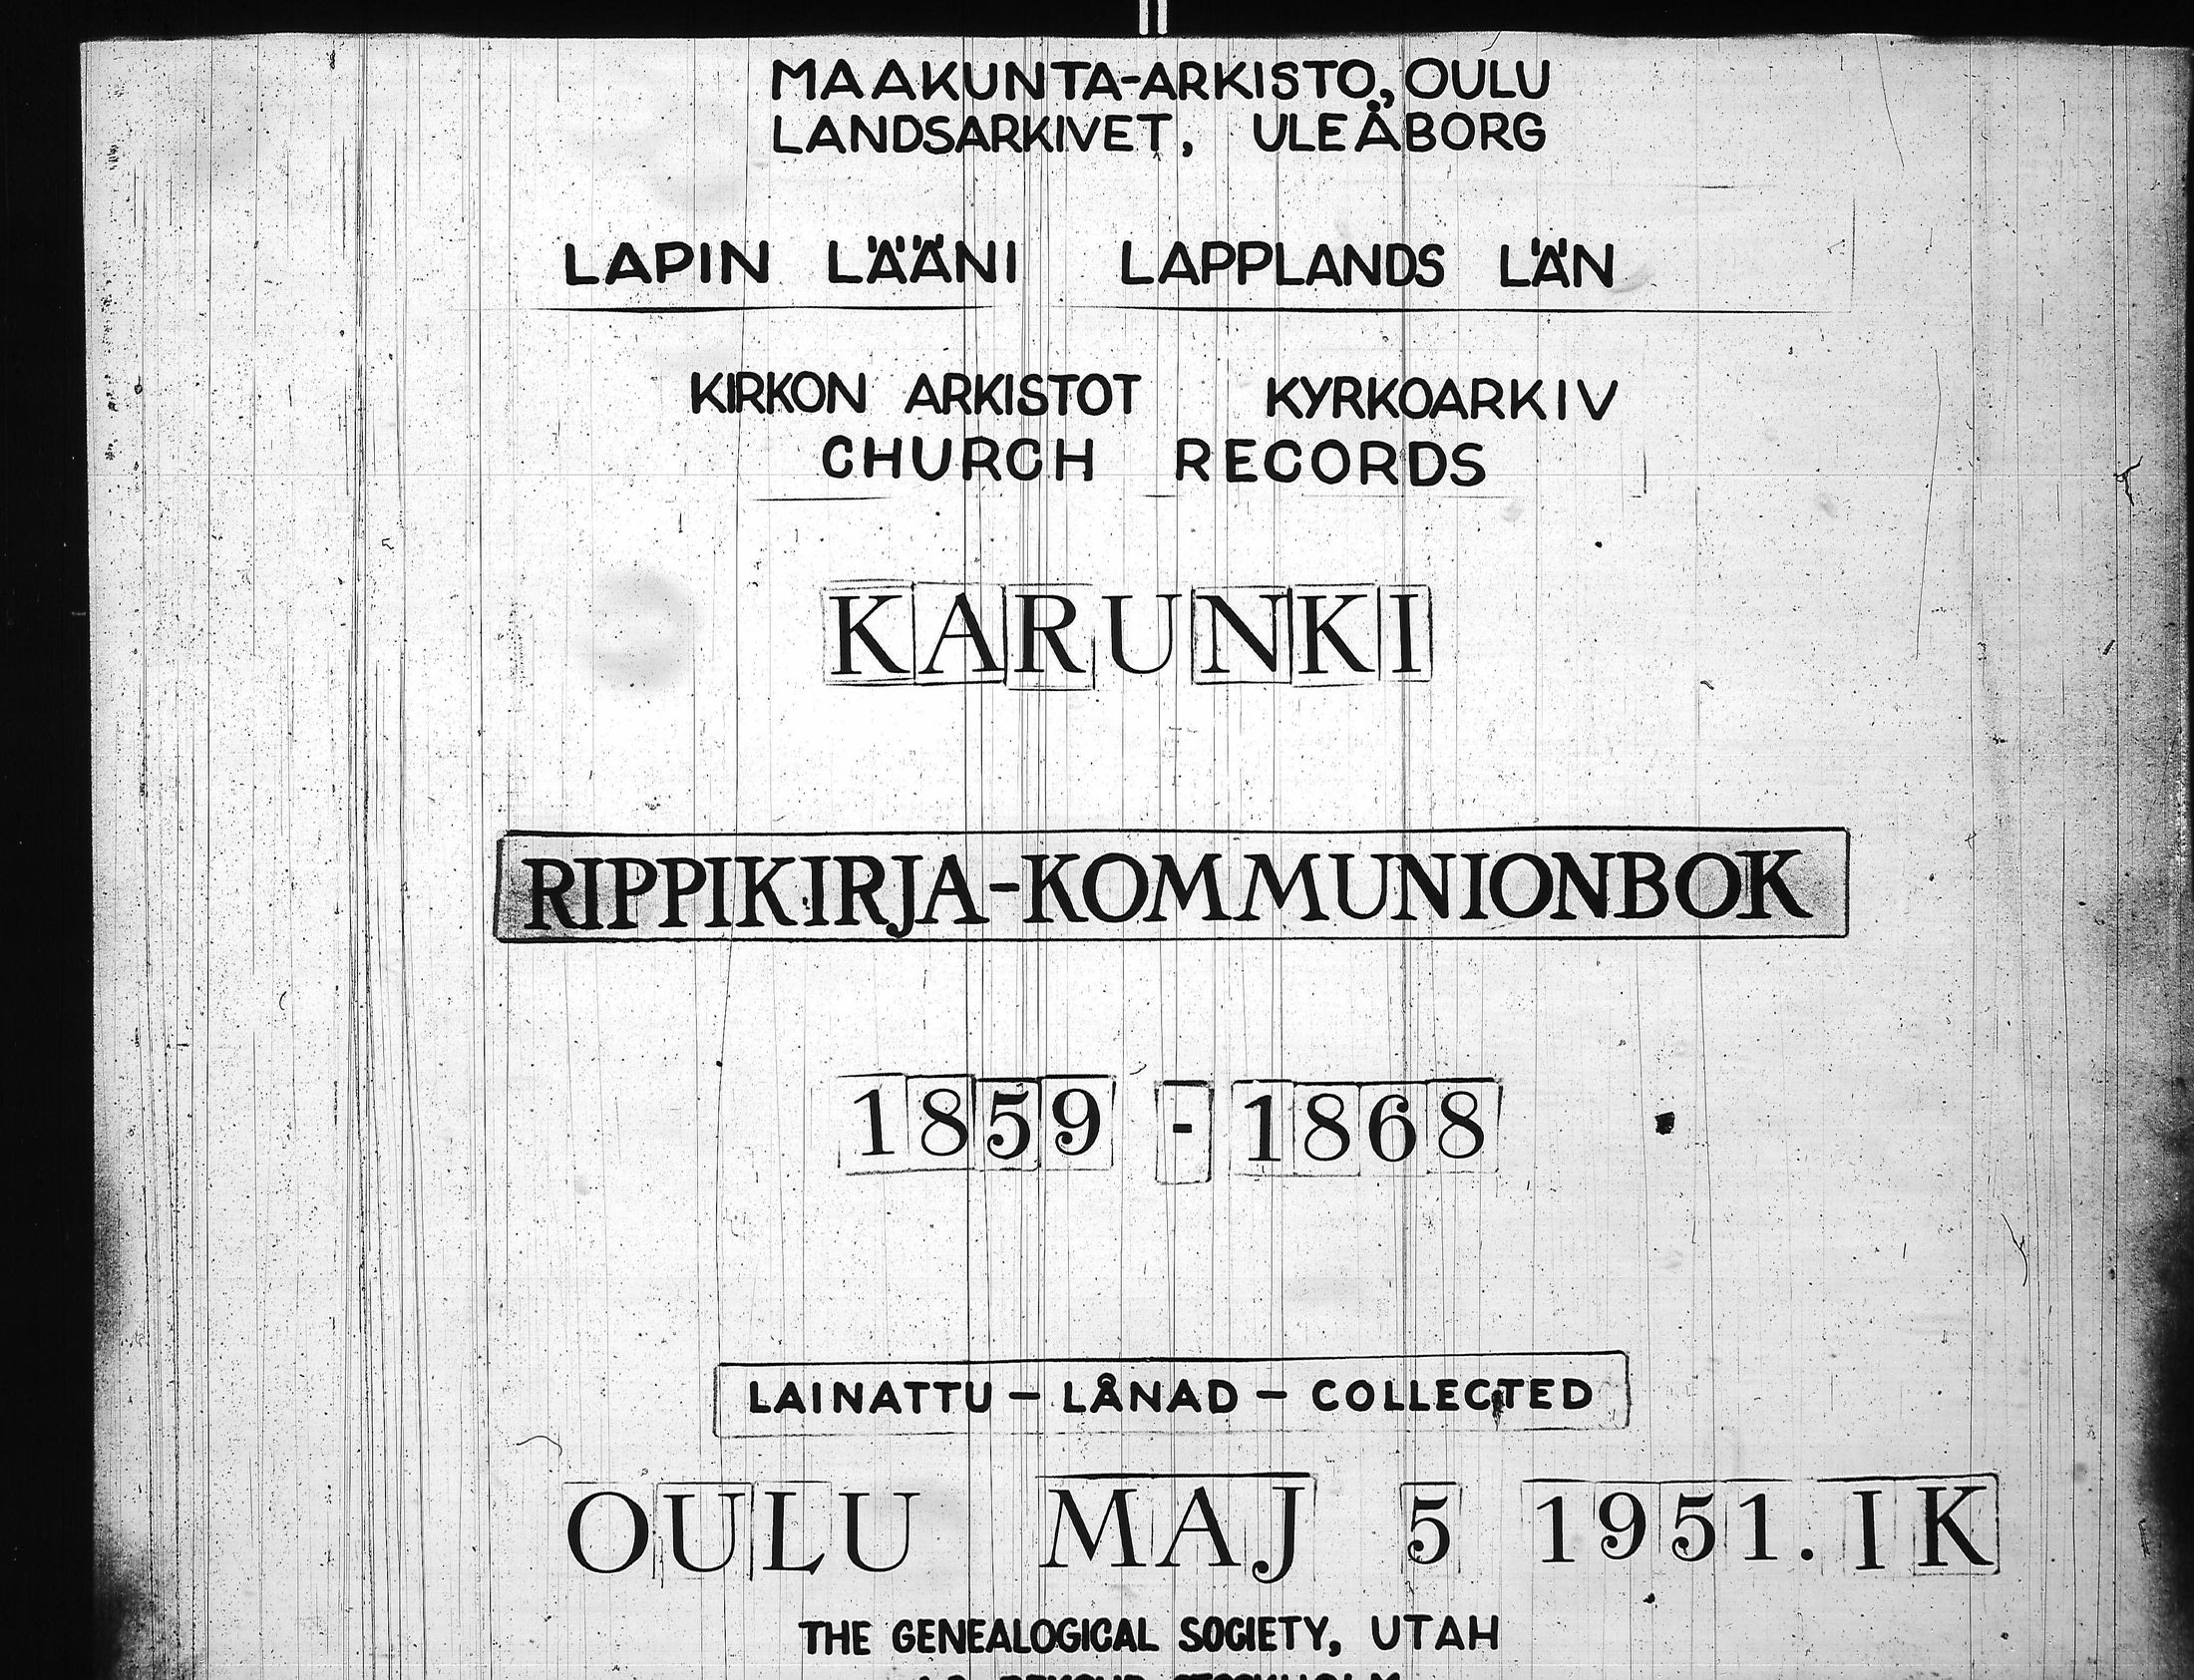 MAAKUNTA-ARKISTO, OULU
LANDSARKIVET, ULEÅBORG
LAPIN LÄÄNI LAPPLANDS LÄN
KIRKON ARKISTOT KYRKOARKIV
CHURCH RECORDS
KARUNKI
RIPPIKIRJA-KOMMUNIONBOK
1859 - 1868
LAINATTU - LÅNAD - COLLECTED
OULU MAJ 5 1951. IK
THE GENEALOGICAL SOCIETY, UTAH